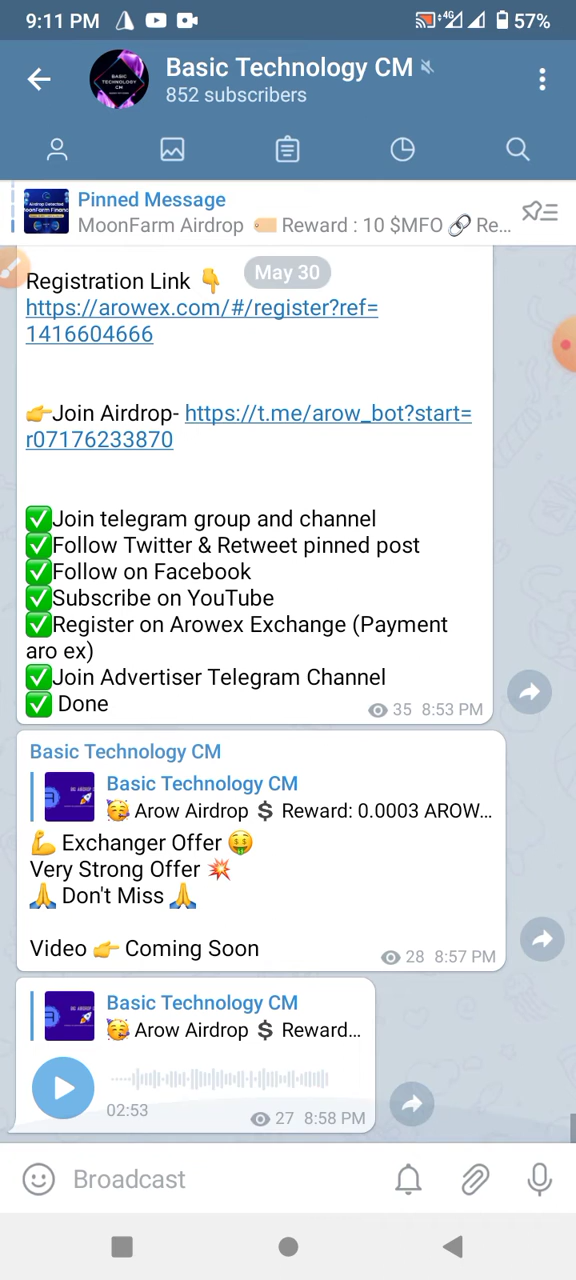 9:11 PM 4G 57%
Basic Technology CM
852 subscribers
Pinned Message
MoonFarm Airdrop 🏷️ Reward : 10 $MFO 🔗 Re...
May 30
Registration Link 👇
https://arowex.com/#/register?ref=
1416604666
👉Join Airdrop- https://t.me/arow_bot?start=
r07176233870
✅Join telegram group and channel
✅Follow Twitter & Retweet pinned post
✅Follow on Facebook
✅Subscribe on YouTube
✅Register on Arowex Exchange (Payment
aro ex)
✅Join Advertiser Telegram Channel
✅ Done
35 8:53 PM
Basic Technology CM
Basic Technology CM
🥳 Arow Airdrop 💲 Reward: 0.0003 AROW...
💪 Exchanger Offer 🤑
Very Strong Offer 💥
🙏 Don't Miss 🙏
Video 👉 Coming Soon
28 8:57 PM
Basic Technology CM
🥳 Arow Airdrop 💲 Reward...
02:53
27 8:58 PM
Broadcast